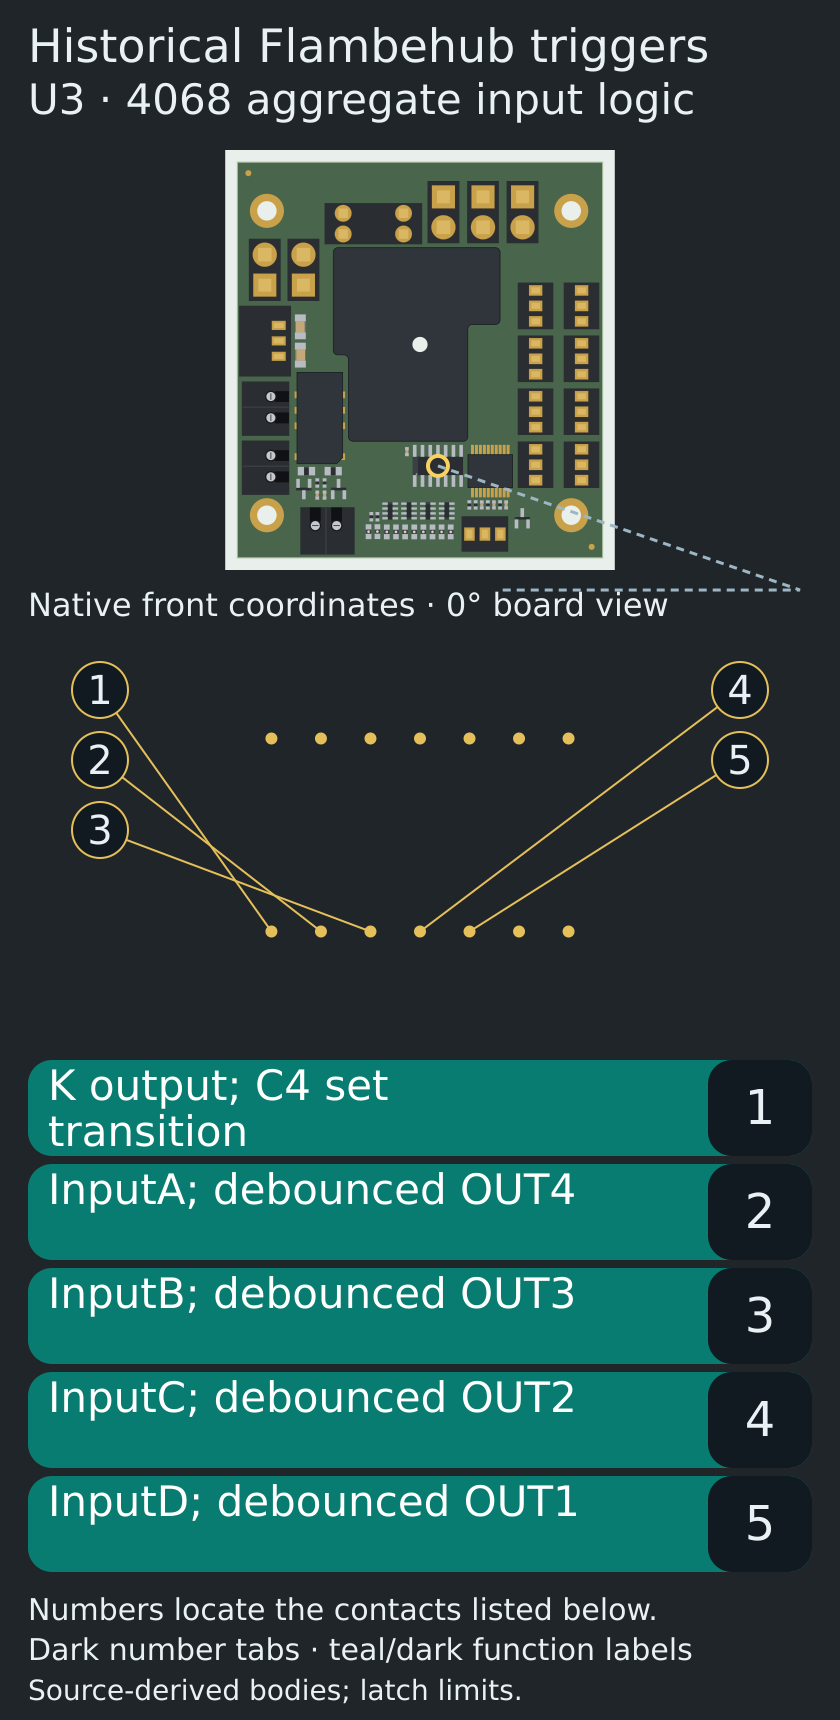 Historical Flambehub triggers
U3 · 4068 aggregate input logic
Native front coordinates · 0° board view
1
4
2
5
3
K output; C4 set
transition
1
InputA; debounced OUT4
2
InputB; debounced OUT3
3
InputC; debounced OUT2
4
InputD; debounced OUT1
5
Numbers locate the contacts listed below.
Dark number tabs · teal/dark function labels
Source-derived bodies; latch limits.